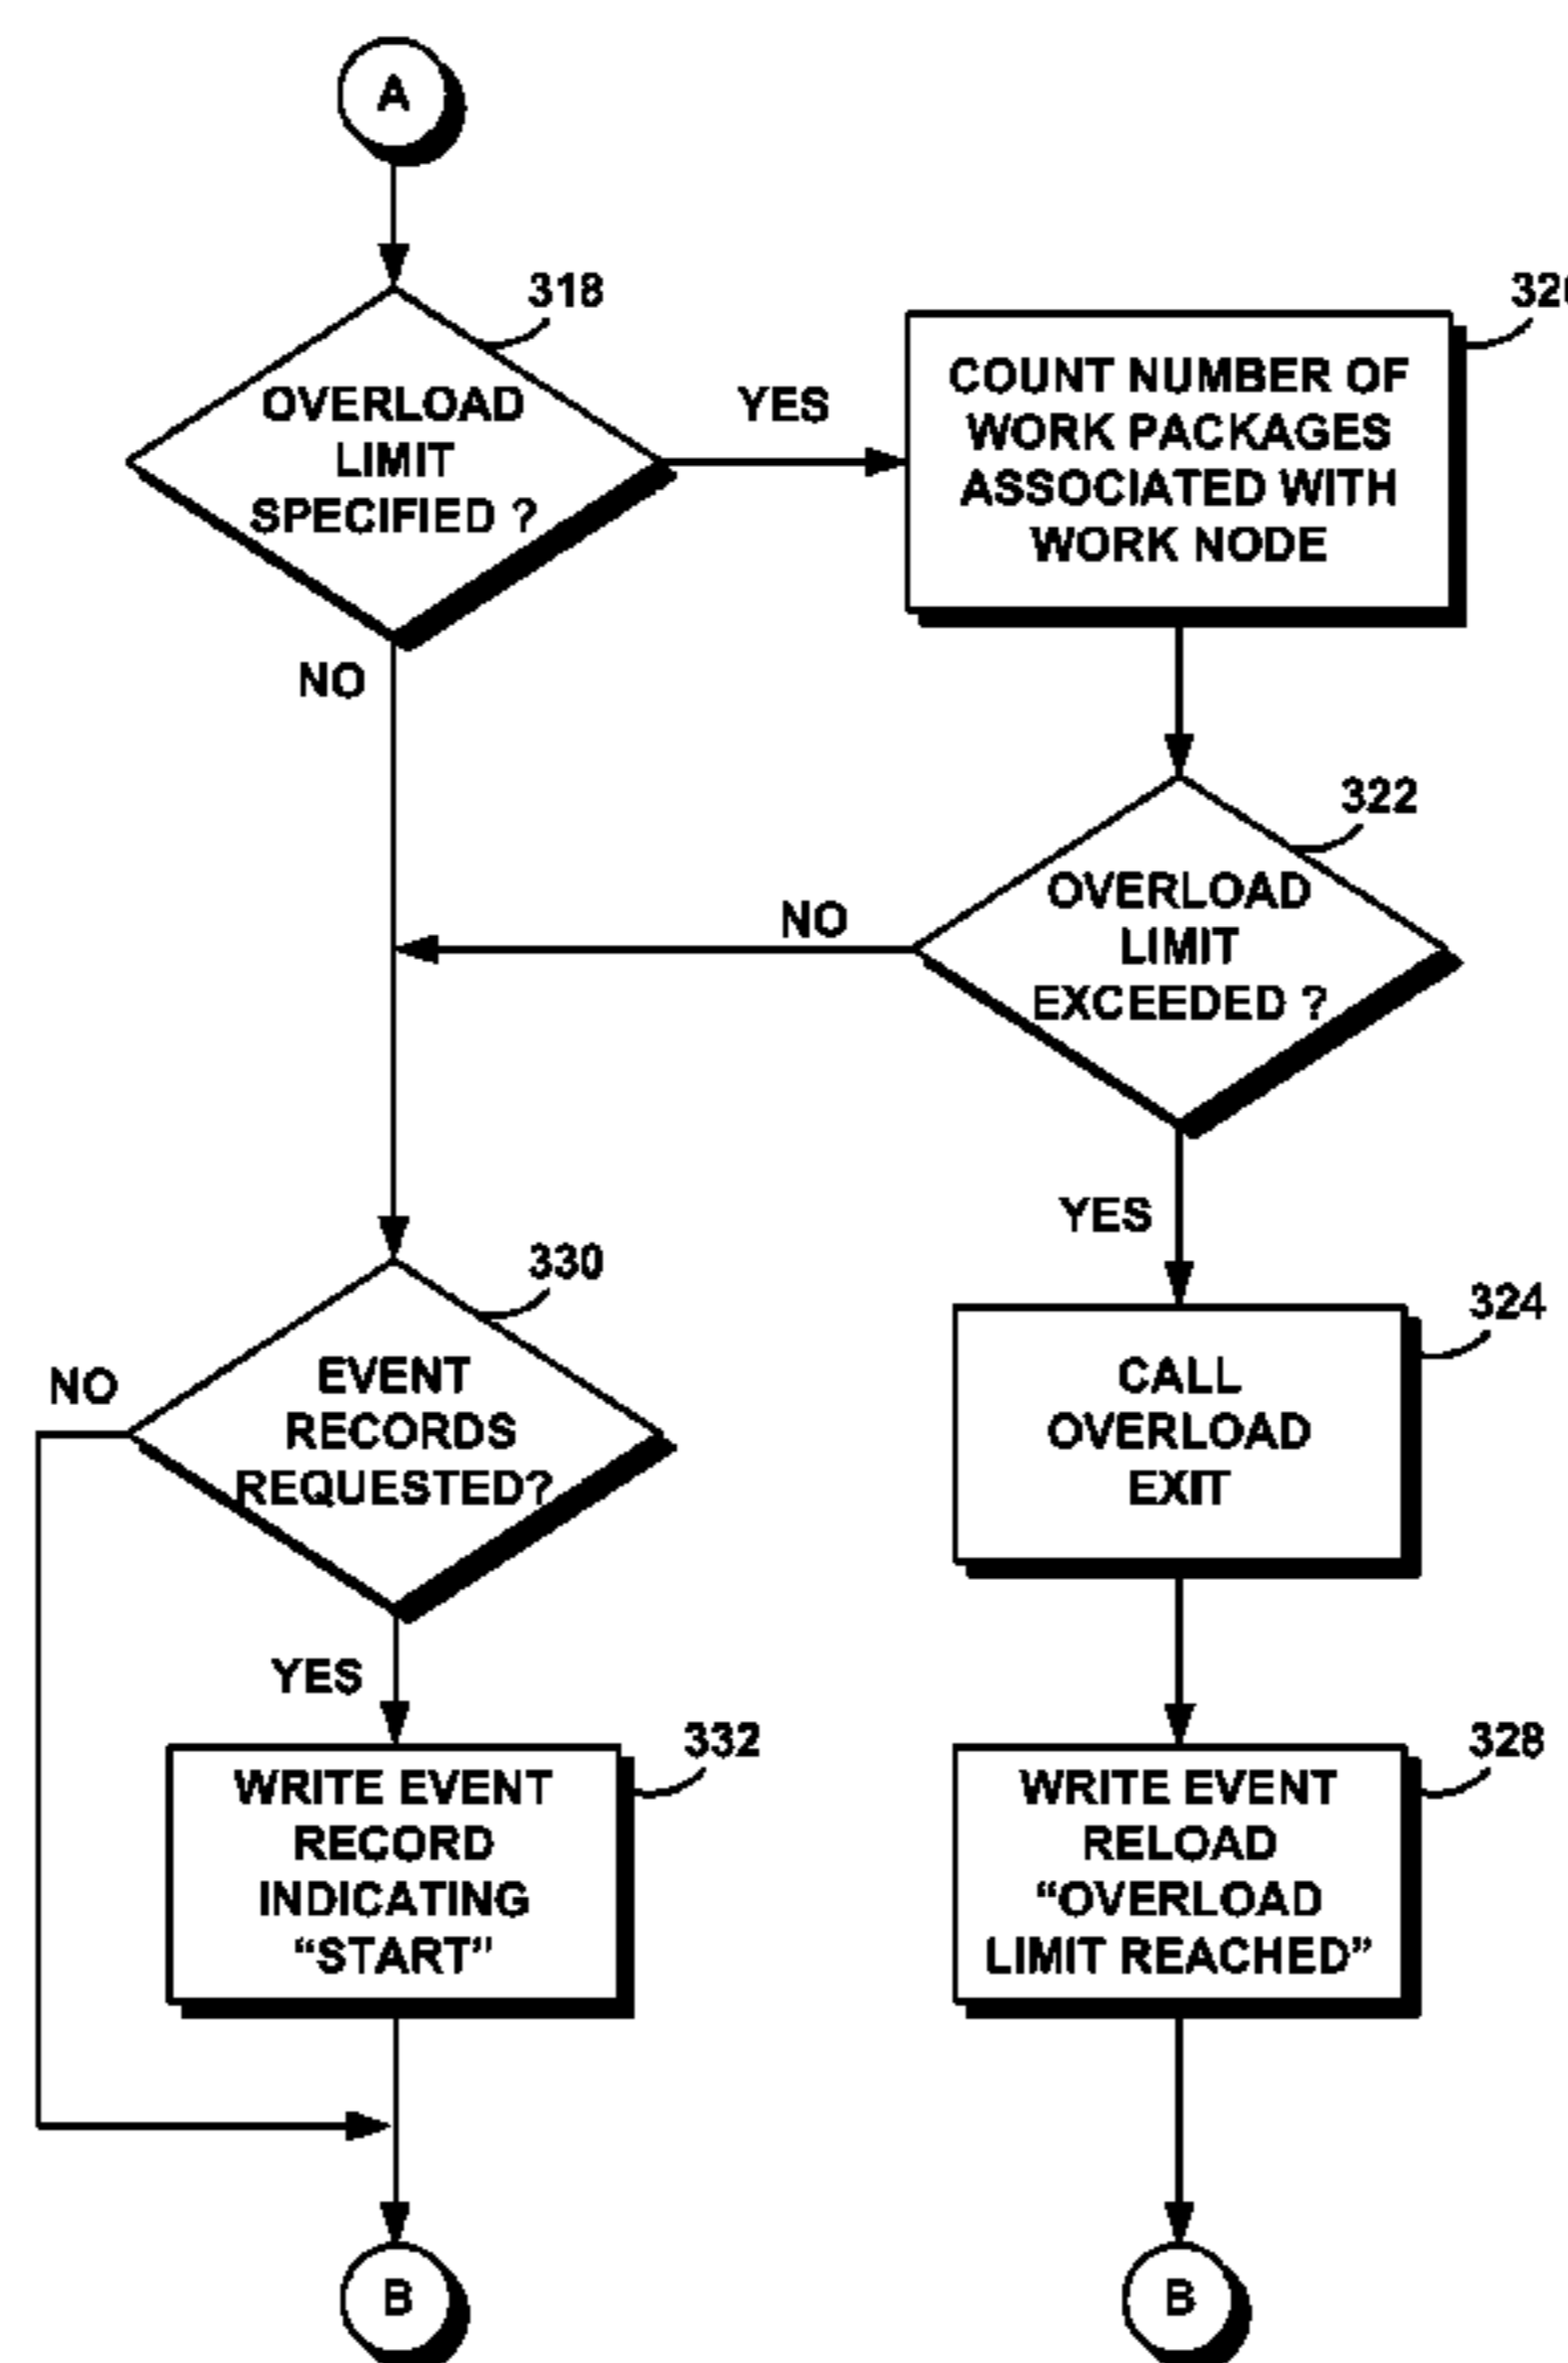 A
318
OVERLOAD
LIMIT
SPECIFIED ?
YES
NO
COUNT NUMBER OF
WORK PACKAGES
ASSOCIATED WITH
WORK NODE
322
OVERLOAD
LIMIT
EXCEEDED ?
NO
YES
330
EVENT
RECORDS
REQUESTED?
NO
YES
324
CALL
OVERLOAD
EXIT
332
WRITE EVENT
RECORD
INDICATING
“START”
328
WRITE EVENT
RELOAD
“OVERLOAD
LIMIT REACHED”
B
B